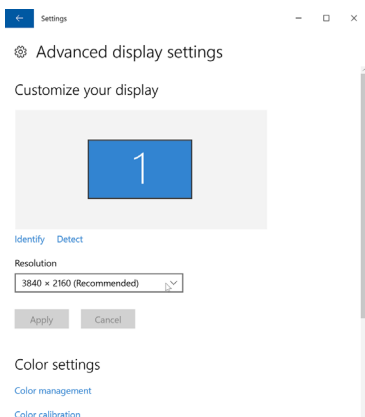 Settings
Advanced display settings
Customize your display
1
Identify Detect
Resolution
3840 × 2160 (Recommended)
Apply Cancel
Color settings
Color management
Color calibration